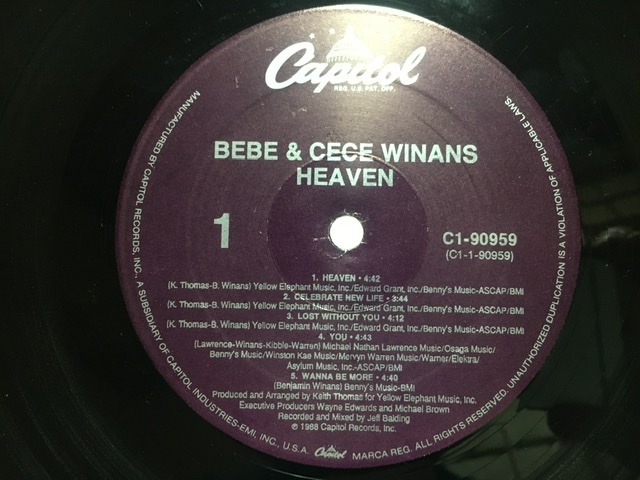 Capitol
REG. U.S. PAT. OFF.
BEBE & CECE WINANS
HEAVEN
1
C1-90959
(C1-1-90959)
1. HEAVEN • 4:42
(K. Thomas-B. Winans) Yellow Elephant Music, Inc./Edward Grant, Inc./Benny's Music-ASCAP/BMI
2. CELEBRATE NEW LIFE • 3:44
(K. Thomas-B. Winans) Yellow Elephant Music, Inc./Edward Grant, Inc./Benny's Music-ASCAP/BMI
3. LOST WITHOUT YOU • 4:12
(K. Thomas-B. Winans) Yellow Elephant Music, Inc./Edward Grant, Inc./Benny's Music-ASCAP/BMI
4. YOU • 4:43
(Lawrence-Winans-Kibble-Warren) Michael Nathan Lawrence Music/Osaga Music/
Benny's Music/Winston Kae Music/Mervyn Warren Music/Warner/Elektra/
Asylum Music, Inc.-ASCAP/BMI
5. WANNA BE MORE • 4:40
(Benjamin Winans) Benny's Music-BMI
Produced and Arranged by Keith Thomas for Yellow Elephant Music, Inc.
Executive Producers Wayne Edwards and Michael Brown
Recorded and Mixed by Jeff Balding
℗ 1988 Capitol Records, Inc.
MANUFACTURED BY CAPITOL RECORDS, INC., A SUBSIDIARY OF CAPITOL INDUSTRIES-EMI, INC., U.S.A. Capitol MARCA REG. ALL RIGHTS RESERVED. UNAUTHORIZED DUPLICATION IS A VIOLATION OF APPLICABLE LAWS.